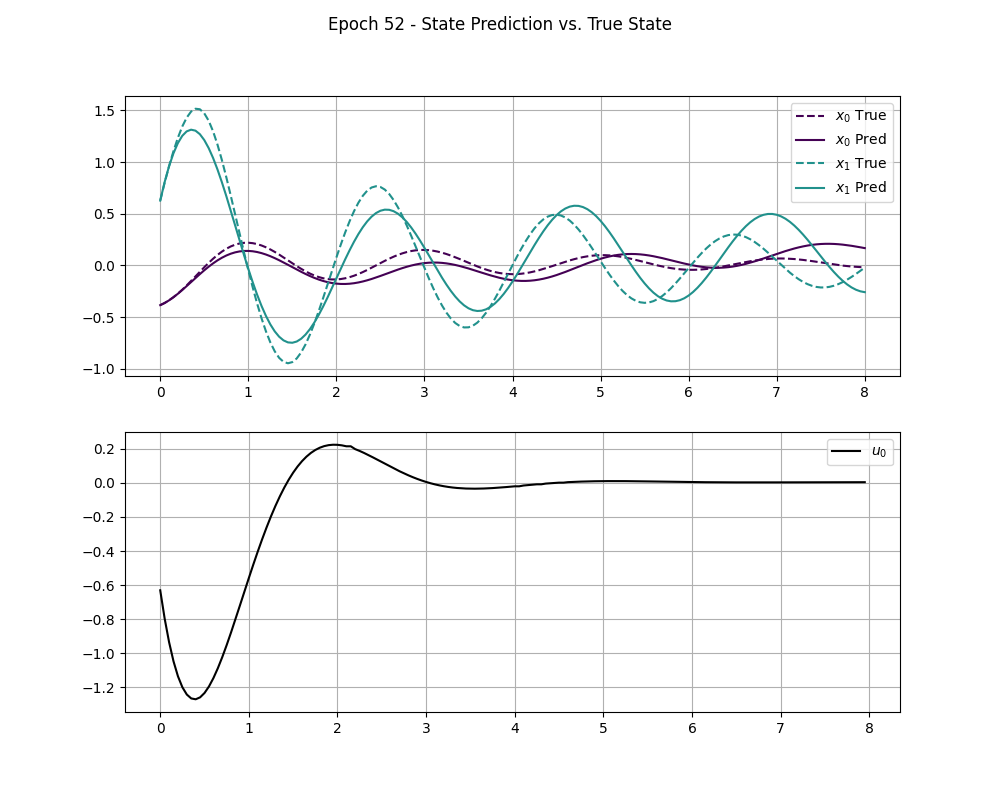 Epoch 52 - State Prediction vs. True State
1.5
1.0
0.5
0.0
−0.5
−1.0
x₀ True
x₀ Pred
x₁ True
x₁ Pred
0 1 2 3 4 5 6 7 8
0.2
0.0
−0.2
−0.4
−0.6
−0.8
−1.0
−1.2
u₀
0 1 2 3 4 5 6 7 8